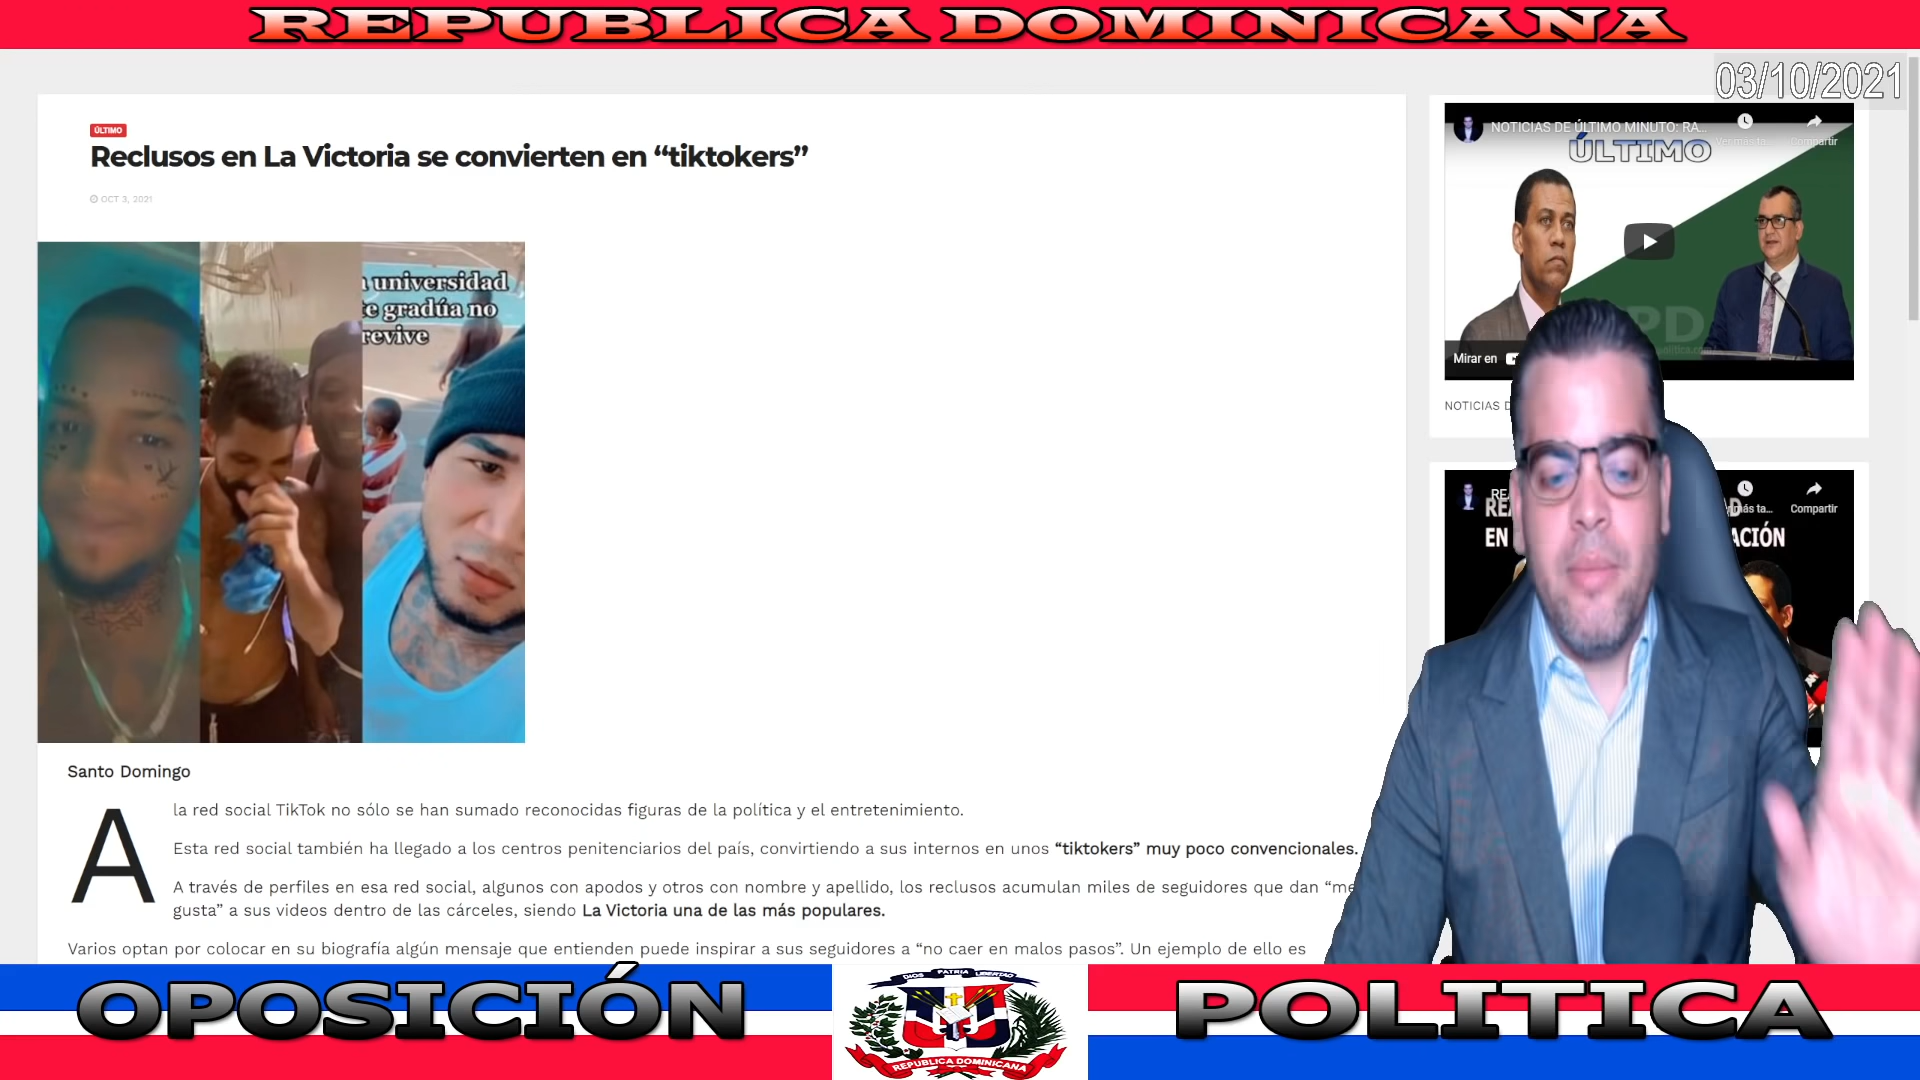 REPUBLICA DOMINICANA
03/10/2021
ÚLTIMO
Reclusos en La Victoria se convierten en “tiktokers”
OCT 3, 2021
universidad
te gradúa no
revive
Santo Domingo
A la red social TikTok no sólo se han sumado reconocidas figuras de la política y el entretenimiento.
Esta red social también ha llegado a los centros penitenciarios del país, convirtiendo a sus internos en unos “tiktokers” muy poco convencionales.
A través de perfiles en esa red social, algunos con apodos y otros con nombre y apellido, los reclusos acumulan miles de seguidores que dan “me
gusta” a sus videos dentro de las cárceles, siendo La Victoria una de las más populares.
Varios optan por colocar en su biografía algún mensaje que entienden puede inspirar a sus seguidores a “no caer en malos pasos”. Un ejemplo de ello es
NOTICIAS DE ÚLTIMO MINUTO: RA...
Compartir
ÚLTIMO
PD
Mirar en
NOTICIAS D
REA
más ta...
Compartir
REA
D
EN
ACIÓN
OPOSICIÓN
DIOS PATRIA LIBERTAD
REPUBLICA DOMINICANA
POLITICA